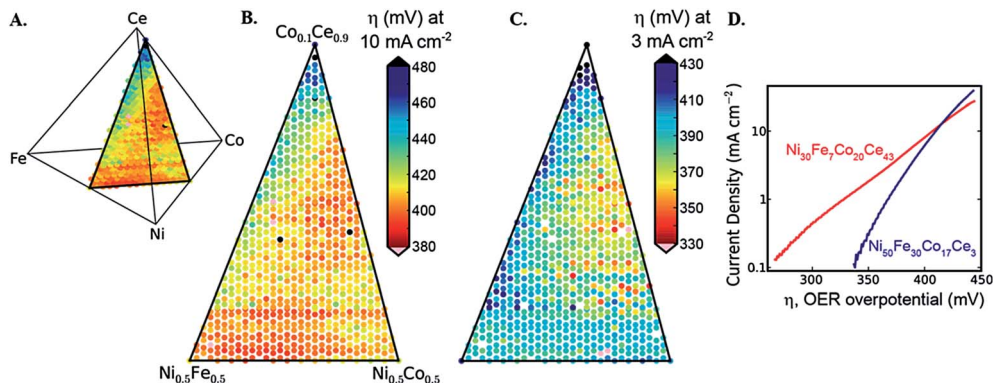 A.
Ce
Fe
Co
Ni
B.
Co0.1Ce0.9
Ni0.5Fe0.5
Ni0.5Co0.5
η (mV) at
10 mA cm-2
480
460
440
420
400
380
C.
η (mV) at
3 mA cm-2
430
410
390
370
350
330
D.
Current Density (mA cm-2)
10
1
0.1
Ni30Fe7Co20Ce43
Ni50Fe30Co17Ce3
300
350
400
450
η, OER overpotential (mV)